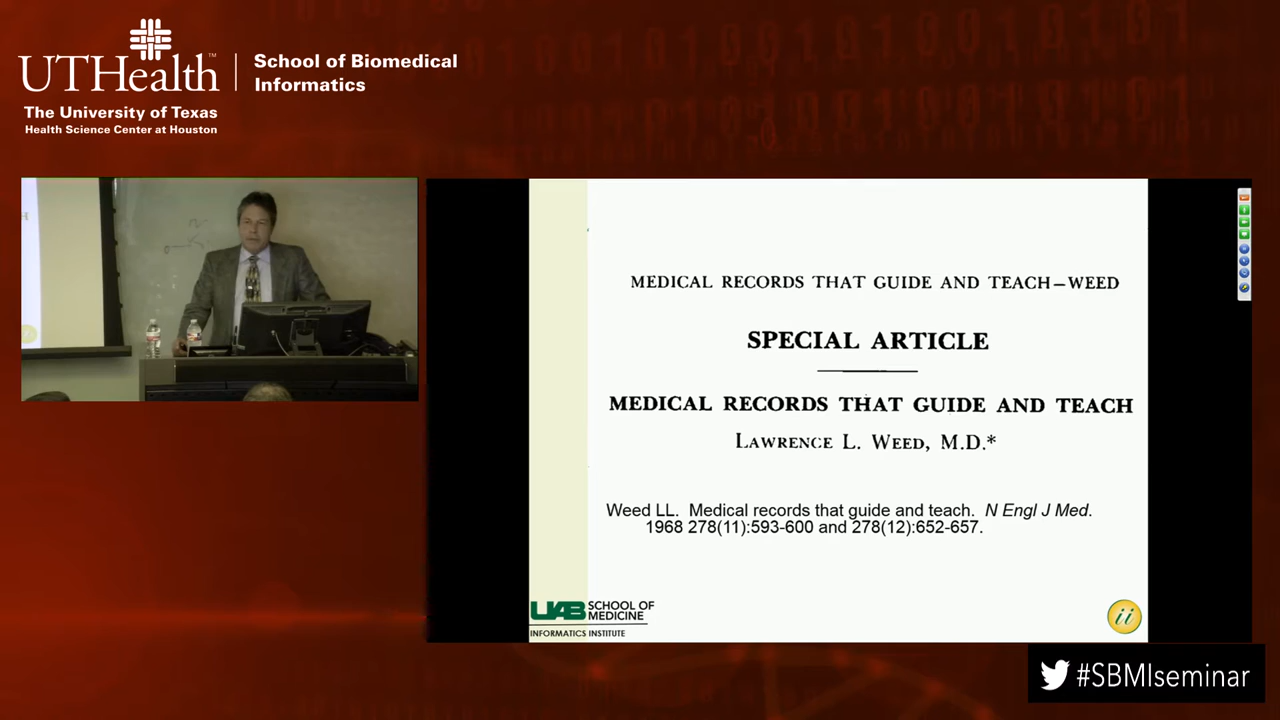 UTHealth™
School of Biomedical
Informatics
The University of Texas
Health Science Center at Houston
MEDICAL RECORDS THAT GUIDE AND TEACH—WEED
SPECIAL ARTICLE
MEDICAL RECORDS THAT GUIDE AND TEACH
LAWRENCE L. WEED, M.D.*
Weed LL. Medical records that guide and teach. N Engl J Med.
1968 278(11):593-600 and 278(12):652-657.
UAB SCHOOL OF
MEDICINE
INFORMATICS INSTITUTE
ii
#SBMIseminar